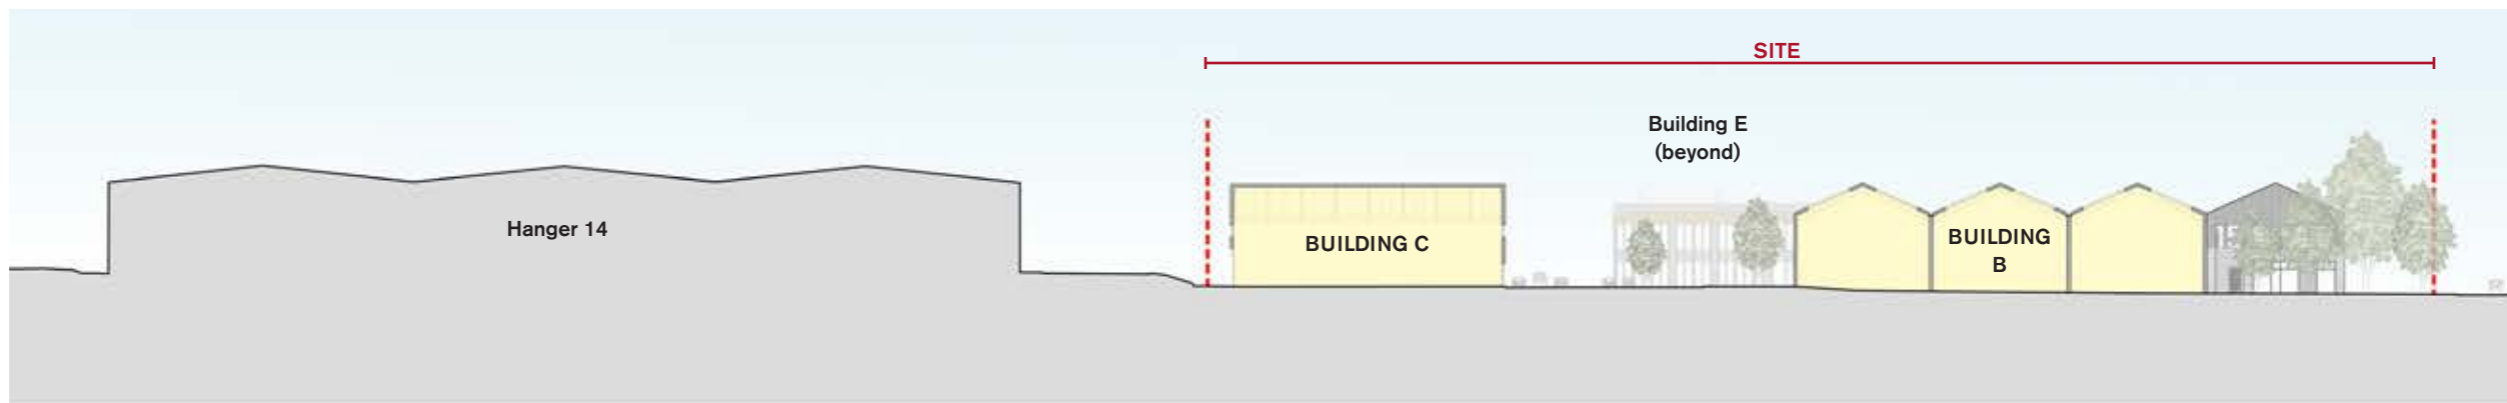 SITE
Building E
(beyond)
Hanger 14
BUILDING C
BUILDING
B